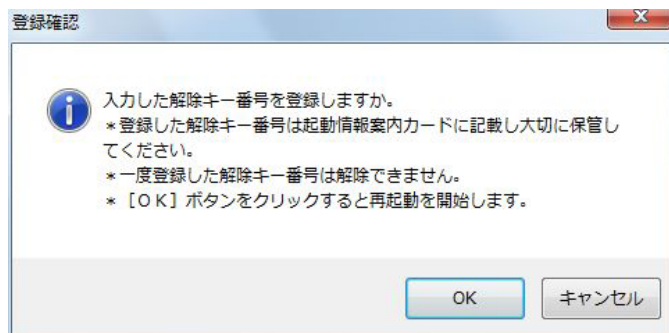 登録確認
入力した解除キー番号を登録しますか。
＊登録した解除キー番号は起動情報案内カードに記載し大切に保管し
てください。
＊一度登録した解除キー番号は解除できません。
＊［ＯＫ］ボタンをクリックすると再起動を開始します。
OK
キャンセル